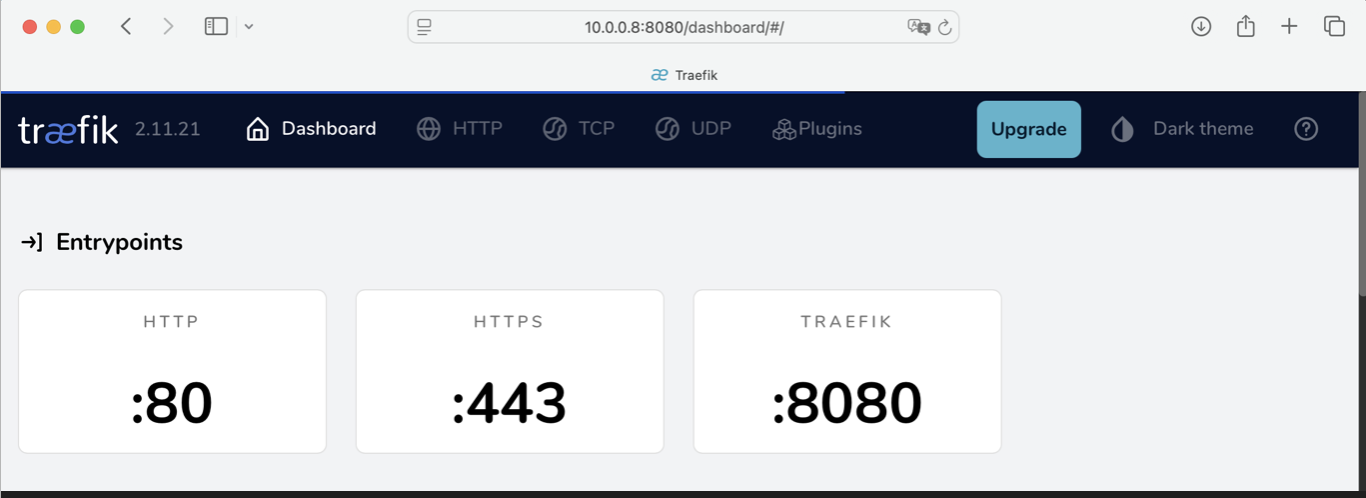 10.0.0.8:8080/dashboard/#/
Traefik
træfik 2.11.21 Dashboard HTTP TCP UDP Plugins Upgrade Dark theme
Entrypoints
HTTP HTTPS TRAEFIK
:80 :443 :8080